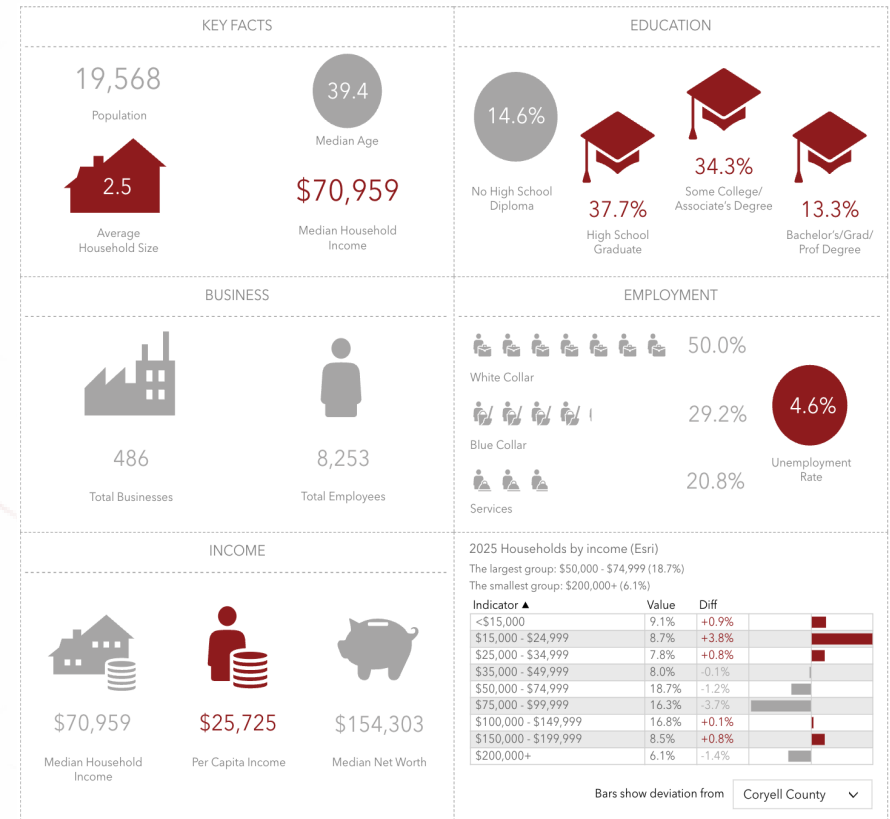 KEY FACTS
19,568
Population
39.4
Median Age
2.5
Average
Household Size
$70,959
Median Household
Income
EDUCATION
14.6%
No High School
Diploma
37.7%
High School
Graduate
34.3%
Some College/
Associate's Degree
13.3%
Bachelor's/Grad/
Prof Degree
BUSINESS
486
Total Businesses
8,253
Total Employees
EMPLOYMENT
50.0%
White Collar
29.2%
Blue Collar
20.8%
Services
4.6%
Unemployment
Rate
INCOME
$70,959
Median Household
Income
$25,725
Per Capita Income
$154,303
Median Net Worth
2025 Households by income (Esri)
The largest group: $50,000 - $74,999 (18.7%)
The smallest group: $200,000+ (6.1%)
Indicator ▲ Value Diff
<$15,000 9.1% +0.9%
$15,000 - $24,999 8.7% +3.8%
$25,000 - $34,999 7.8% +0.8%
$35,000 - $49,999 8.0% -0.1%
$50,000 - $74,999 18.7% -1.2%
$75,000 - $99,999 16.3% -3.7%
$100,000 - $149,999 16.8% +0.1%
$150,000 - $199,999 8.5% +0.8%
$200,000+ 6.1% -1.4%
Bars show deviation from Coryell County